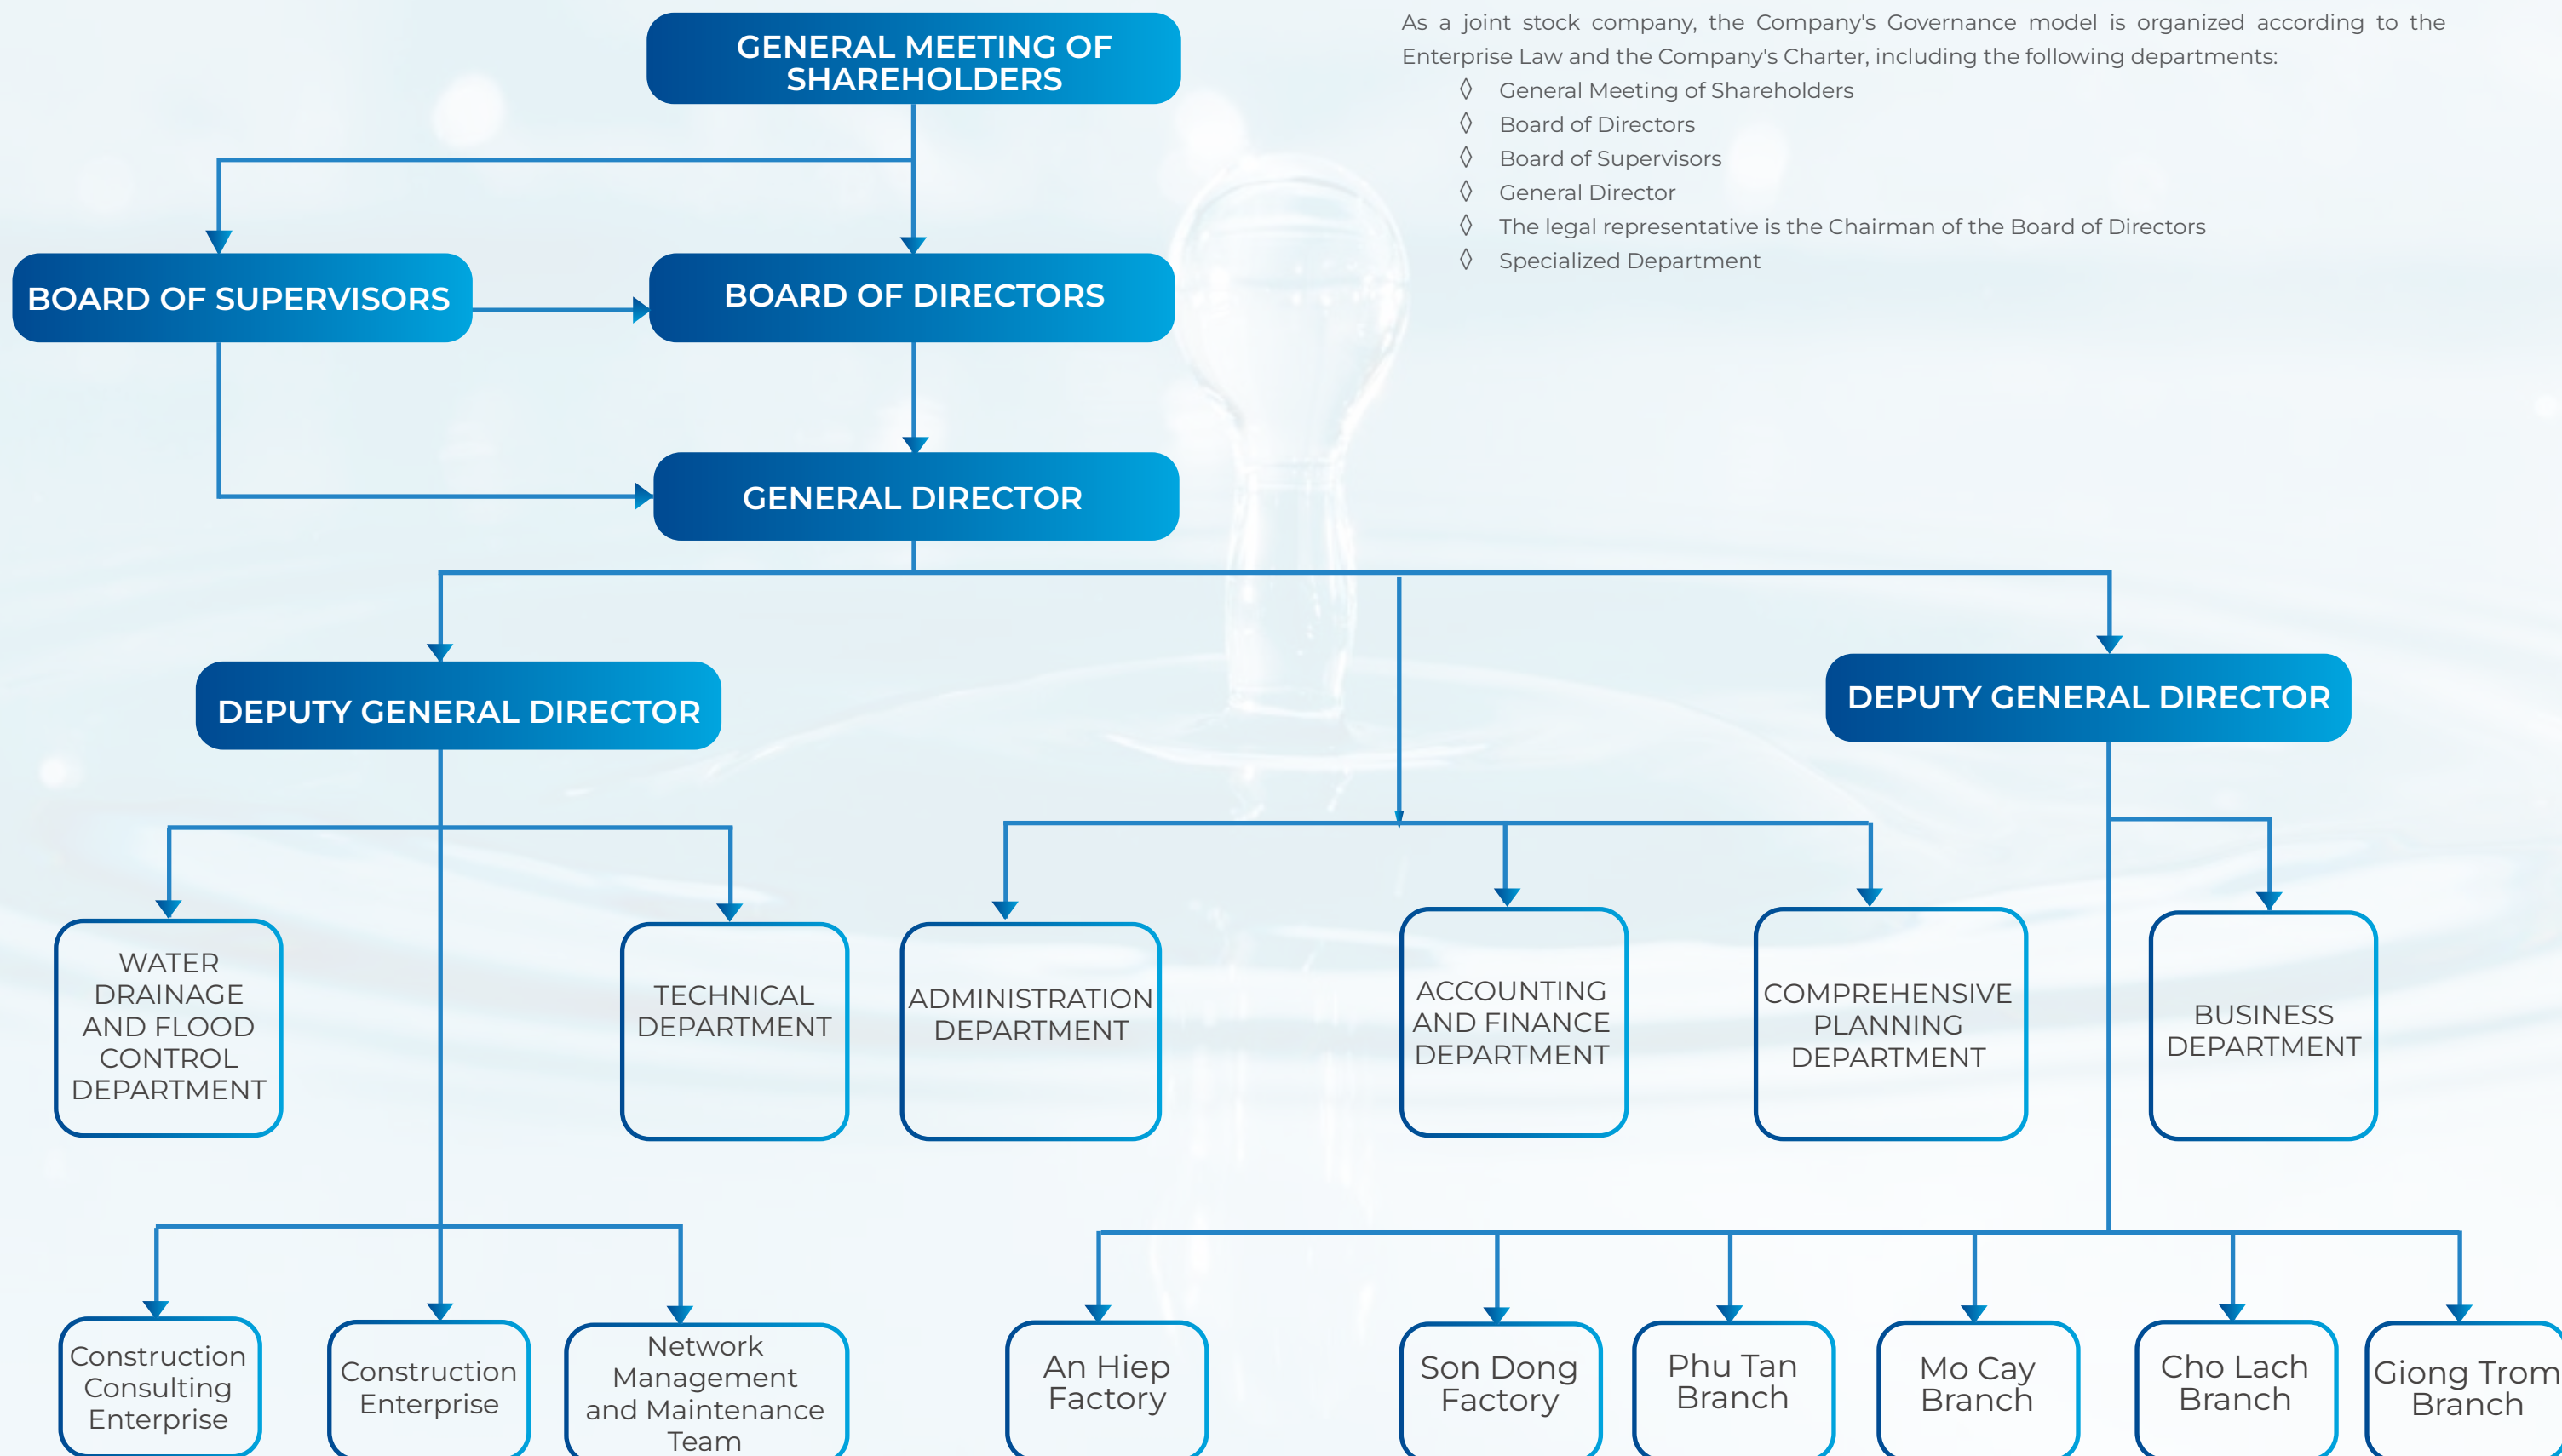 GENERAL MEETING OF
SHAREHOLDERS
As a joint stock company, the Company's Governance model is organized according to the
Enterprise Law and the Company's Charter, including the following departments:
◊ General Meeting of Shareholders
◊ Board of Directors
◊ Board of Supervisors
◊ General Director
◊ The legal representative is the Chairman of the Board of Directors
◊ Specialized Department
BOARD OF SUPERVISORS
BOARD OF DIRECTORS
GENERAL DIRECTOR
DEPUTY GENERAL DIRECTOR
DEPUTY GENERAL DIRECTOR
WATER
DRAINAGE
AND FLOOD
CONTROL
DEPARTMENT
TECHNICAL
DEPARTMENT
ADMINISTRATION
DEPARTMENT
ACCOUNTING
AND FINANCE
DEPARTMENT
COMPREHENSIVE
PLANNING
DEPARTMENT
BUSINESS
DEPARTMENT
Construction
Consulting
Enterprise
Construction
Enterprise
Network
Management
and Maintenance
Team
An Hiep
Factory
Son Dong
Factory
Phu Tan
Branch
Mo Cay
Branch
Cho Lach
Branch
Giong Trom
Branch